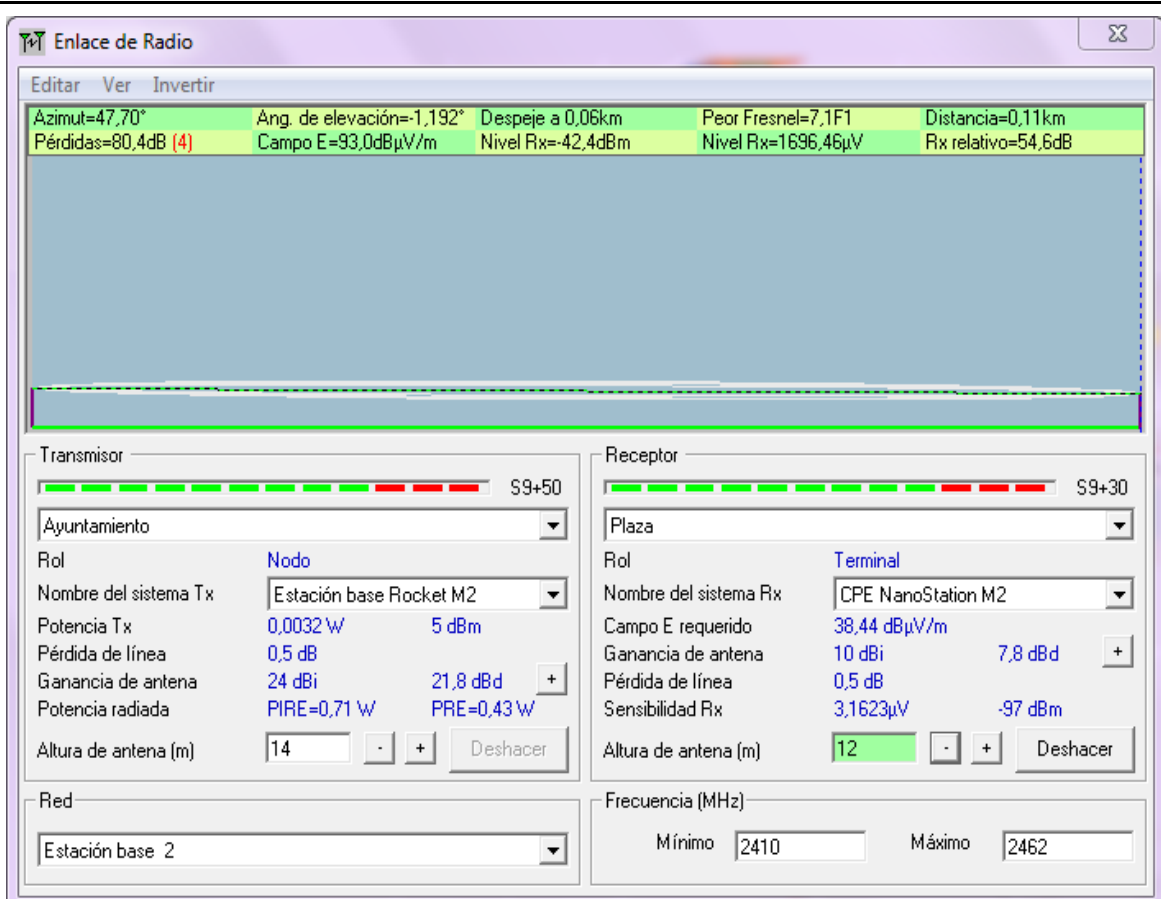 Enlace de Radio
Editar Ver Invertir
Azimut=47,70° Ang. de elevación=-1,192° Despeje a 0,06km Peor Fresnel=7,1F1 Distancia=0,11km
Pérdidas=80,4dB (4) Campo E=93,0dBµV/m Nivel Rx=-42,4dBm Nivel Rx=1696,46µV Rx relativo=54,6dB
Transmisor
S9+50
Ayuntamiento
Rol Nodo
Nombre del sistema Tx Estación base Rocket M2
Potencia Tx 0,0032 W 5 dBm
Pérdida de línea 0,5 dB
Ganancia de antena 24 dBi 21,8 dBd +
Potencia radiada PIRE=0,71 W PRE=0,43 W
Altura de antena (m) 14 - + Deshacer
Receptor
S9+30
Plaza
Rol Terminal
Nombre del sistema Rx CPE NanoStation M2
Campo E requerido 38,44 dBµV/m
Ganancia de antena 10 dBi 7,8 dBd +
Pérdida de línea 0,5 dB
Sensibilidad Rx 3,1623µV -97 dBm
Altura de antena (m) 12 - + Deshacer
Red
Estación base 2
Frecuencia (MHz)
Mínimo 2410 Máximo 2462